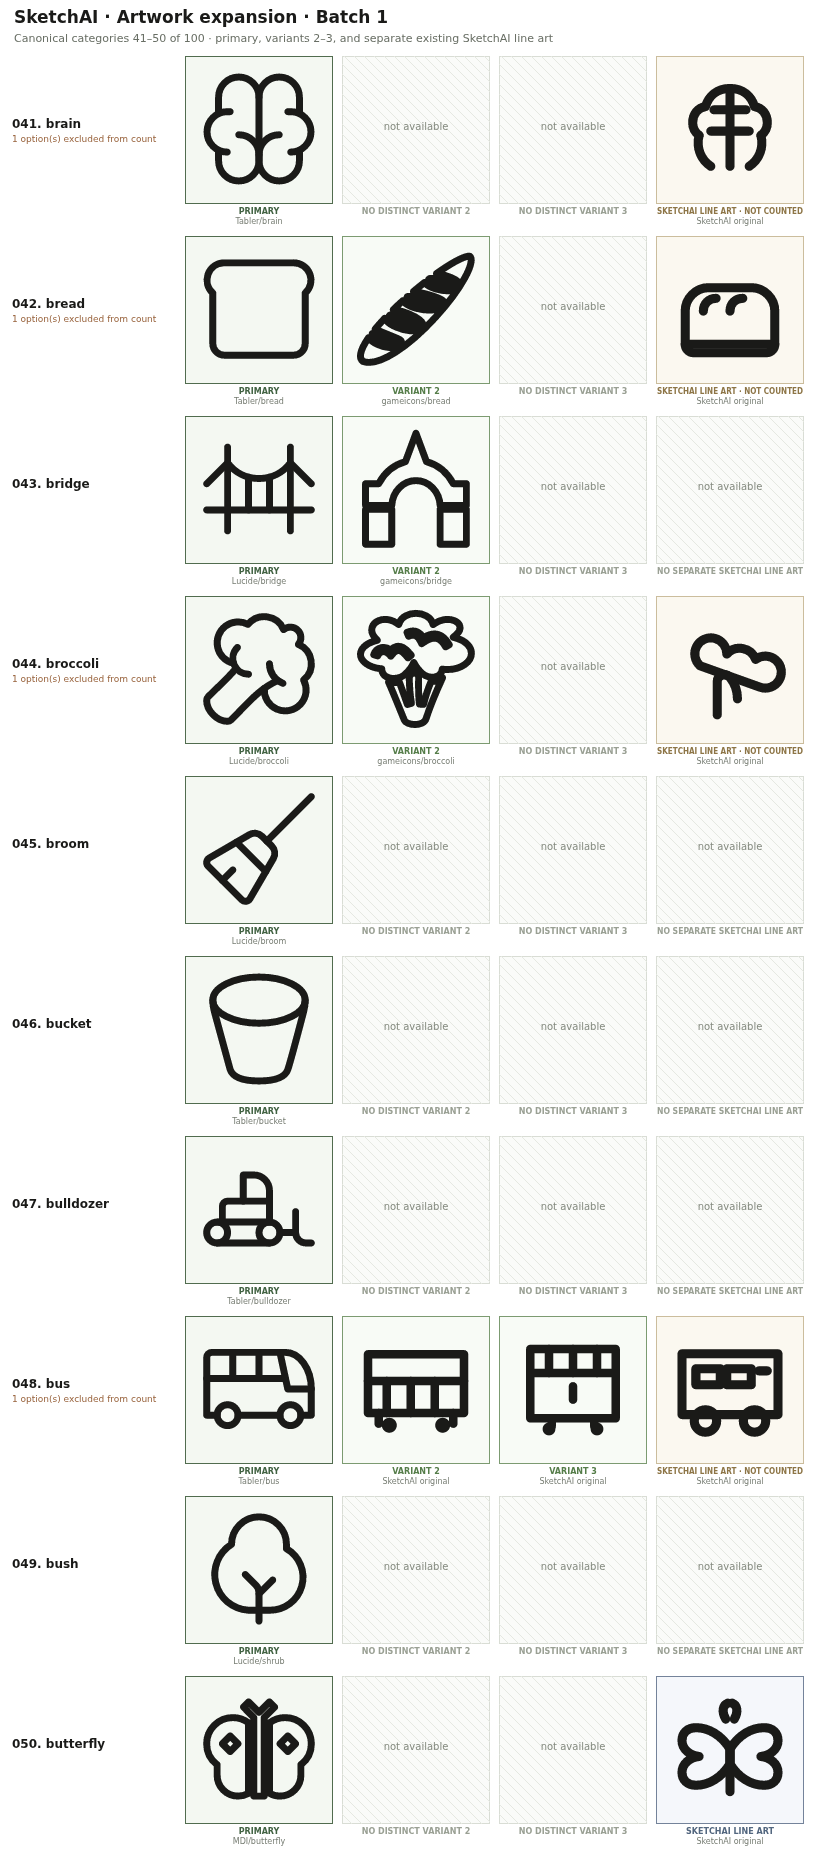 SketchAI · Artwork expansion · Batch 1
Canonical categories 41–50 of 100 · primary, variants 2–3, and separate existing SketchAI line art
041. brain
1 option(s) excluded from count
not available
not available
PRIMARY
Tabler/brain
NO DISTINCT VARIANT 2
NO DISTINCT VARIANT 3
SKETCHAI LINE ART · NOT COUNTED
SketchAI original
042. bread
1 option(s) excluded from count
not available
PRIMARY
Tabler/bread
VARIANT 2
gameicons/bread
NO DISTINCT VARIANT 3
SKETCHAI LINE ART · NOT COUNTED
SketchAI original
043. bridge
not available
not available
PRIMARY
Lucide/bridge
VARIANT 2
gameicons/bridge
NO DISTINCT VARIANT 3
NO SEPARATE SKETCHAI LINE ART
044. broccoli
1 option(s) excluded from count
not available
PRIMARY
Lucide/broccoli
VARIANT 2
gameicons/broccoli
NO DISTINCT VARIANT 3
SKETCHAI LINE ART · NOT COUNTED
SketchAI original
045. broom
not available
not available
not available
PRIMARY
Lucide/broom
NO DISTINCT VARIANT 2
NO DISTINCT VARIANT 3
NO SEPARATE SKETCHAI LINE ART
046. bucket
not available
not available
not available
PRIMARY
Tabler/bucket
NO DISTINCT VARIANT 2
NO DISTINCT VARIANT 3
NO SEPARATE SKETCHAI LINE ART
047. bulldozer
not available
not available
not available
PRIMARY
Tabler/bulldozer
NO DISTINCT VARIANT 2
NO DISTINCT VARIANT 3
NO SEPARATE SKETCHAI LINE ART
048. bus
1 option(s) excluded from count
PRIMARY
Tabler/bus
VARIANT 2
SketchAI original
VARIANT 3
SketchAI original
SKETCHAI LINE ART · NOT COUNTED
SketchAI original
049. bush
not available
not available
not available
PRIMARY
Lucide/shrub
NO DISTINCT VARIANT 2
NO DISTINCT VARIANT 3
NO SEPARATE SKETCHAI LINE ART
050. butterfly
not available
not available
PRIMARY
MDI/butterfly
NO DISTINCT VARIANT 2
NO DISTINCT VARIANT 3
SKETCHAI LINE ART
SketchAI original